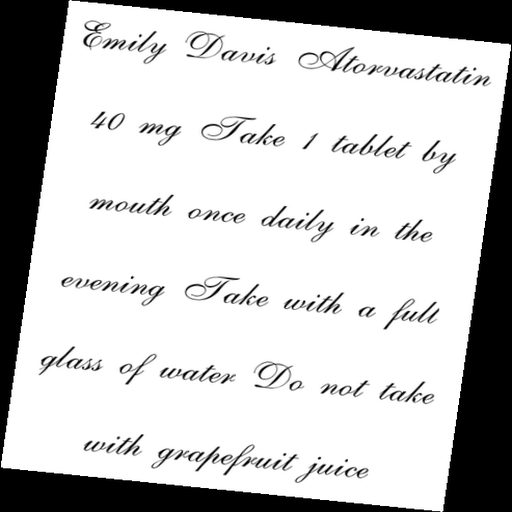 Emily Davis Atorvastatin
40 mg Take 1 tablet by
mouth once daily in the
evening Take with a full
glass of water Do not take
with grapefruit juice